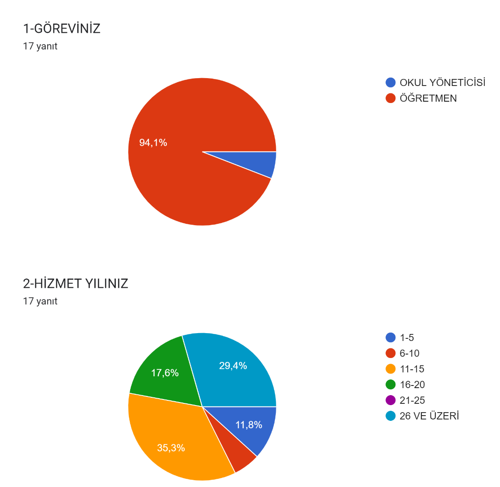 1-GÖREVİNİZ
17 yanıt
OKUL YÖNETİCİSİ
ÖĞRETMEN
94,1%
2-HİZMET YILINIZ
17 yanıt
1-5
6-10
11-15
16-20
21-25
26 VE ÜZERİ
29,4%
17,6%
11,8%
35,3%